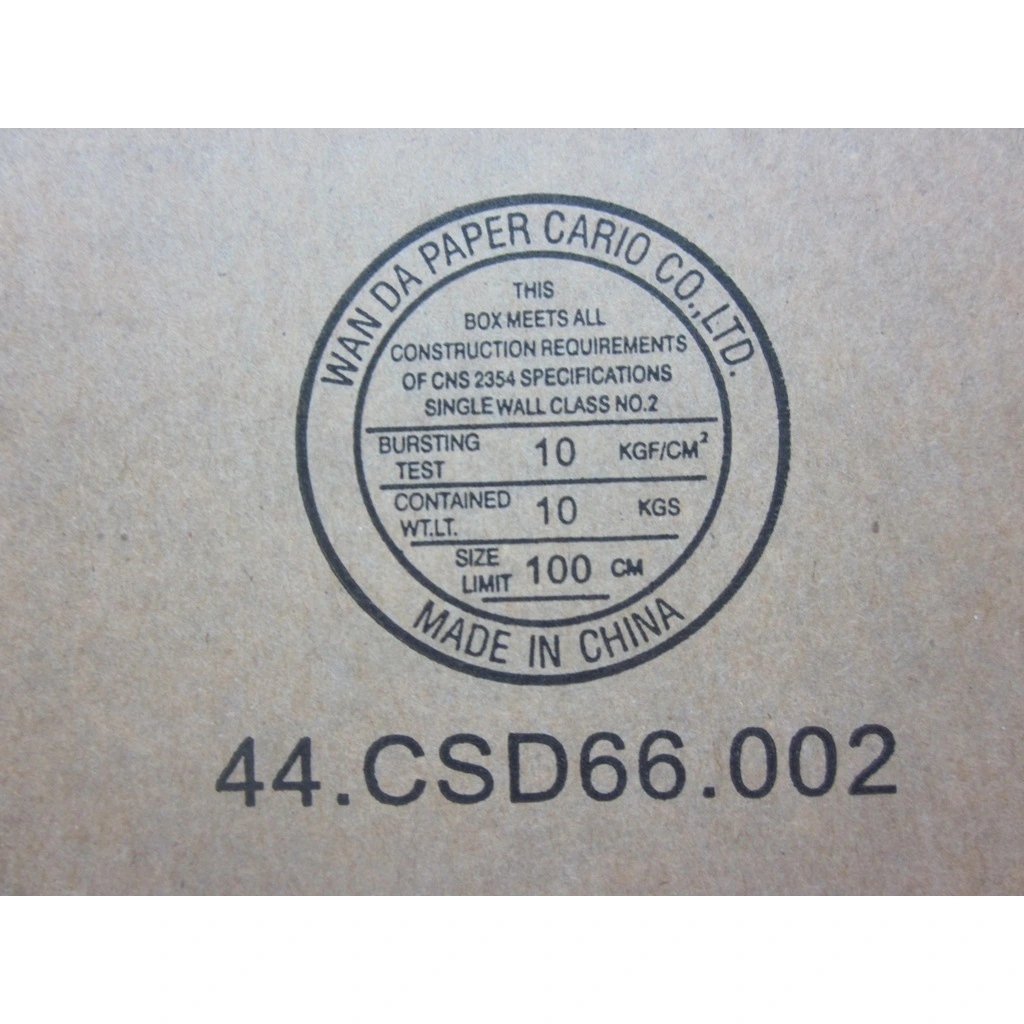 WAN DA PAPER CARIO CO.,LTD.
THIS
BOX MEETS ALL
CONSTRUCTION REQUIREMENTS
OF CNS 2354 SPECIFICATIONS
SINGLE WALL CLASS NO.2
BURSTING TEST 10 KGF/CM²
CONTAINED WT.LT. 10 KGS
SIZE LIMIT 100 CM
MADE IN CHINA
44.CSD66.002